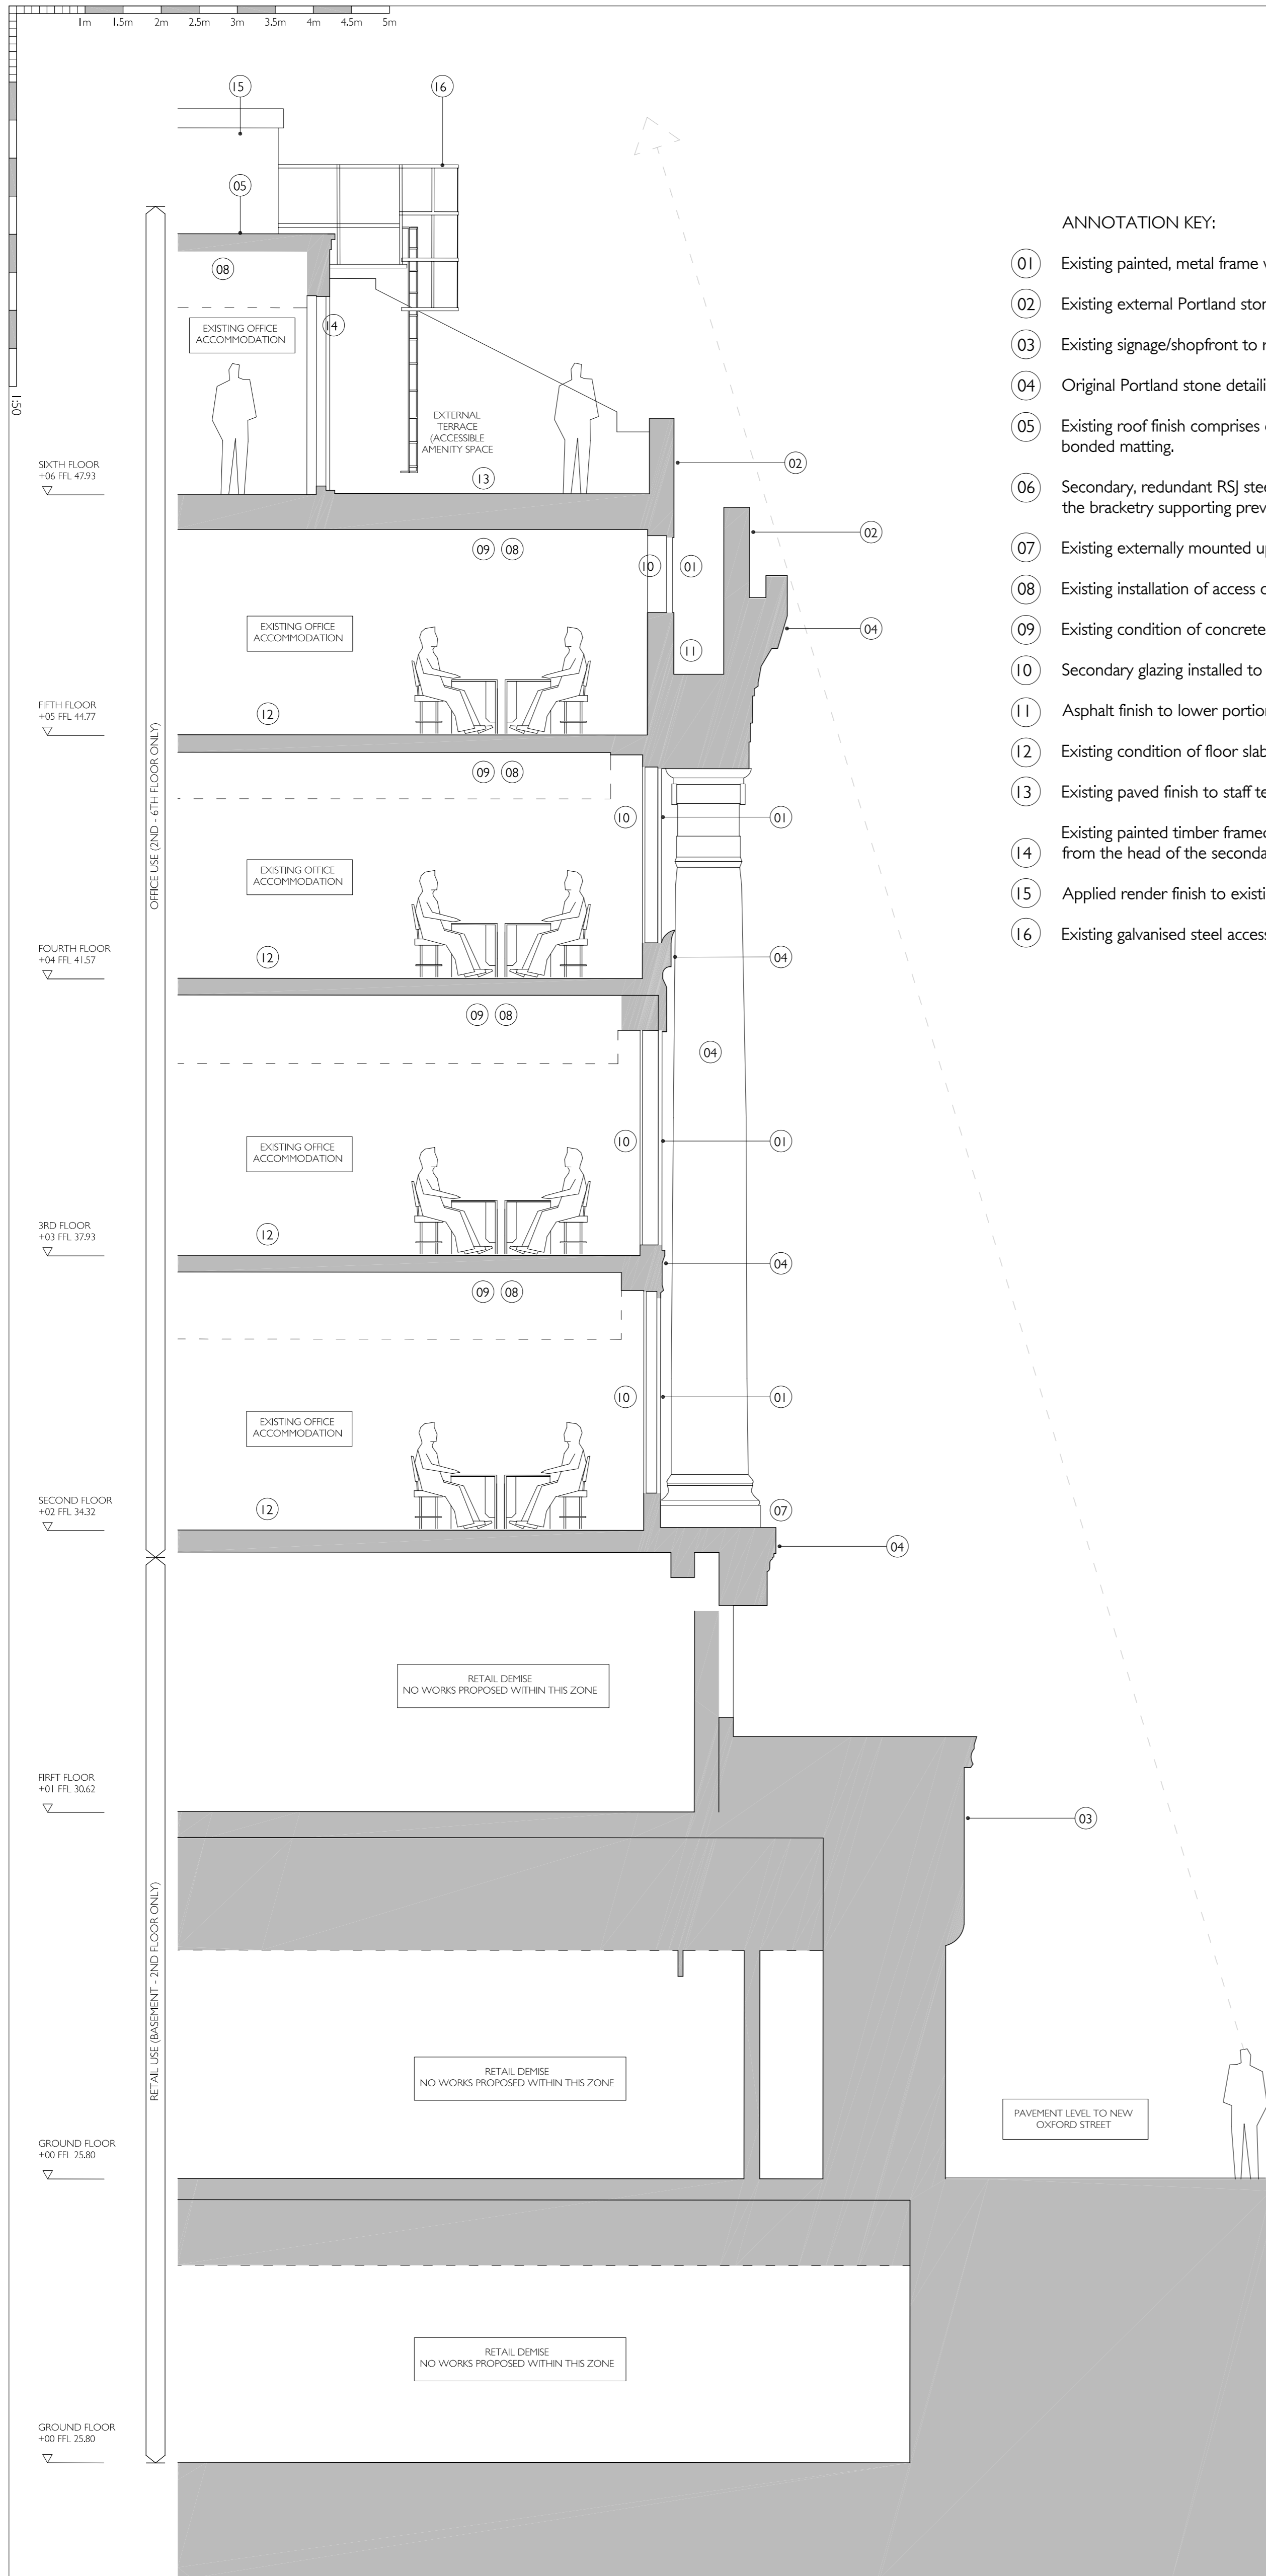 1m 1.5m 2m 2.5m 3m 3.5m 4m 4.5m 5m
1:50
15
16
05
08
14
EXISTING OFFICE
ACCOMMODATION
EXTERNAL
TERRACE
(ACCESSIBLE
AMENITY SPACE
13
02
SIXTH FLOOR
+06 FFL 47.93
02
09 08
10 01
EXISTING OFFICE
ACCOMMODATION
04
11
12
FIFTH FLOOR
+05 FFL 44.77
OFFICE USE (2ND - 6TH FLOOR ONLY)
09 08
10 01
EXISTING OFFICE
ACCOMMODATION
12
04
FOURTH FLOOR
+04 FFL 41.57
09 08
04
10 01
EXISTING OFFICE
ACCOMMODATION
12
3RD FLOOR
+03 FFL 37.93
04
09 08
10 01
EXISTING OFFICE
ACCOMMODATION
12
07
SECOND FLOOR
+02 FFL 34.32
04
RETAIL DEMISE
NO WORKS PROPOSED WITHIN THIS ZONE
FIRFT FLOOR
+01 FFL 30.62
03
RETAIL USE (BASEMENT - 2ND FLOOR ONLY)
RETAIL DEMISE
NO WORKS PROPOSED WITHIN THIS ZONE
PAVEMENT LEVEL TO NEW
OXFORD STREET
GROUND FLOOR
+00 FFL 25.80
RETAIL DEMISE
NO WORKS PROPOSED WITHIN THIS ZONE
GROUND FLOOR
+00 FFL 25.80
ANNOTATION KEY:
01 Existing painted, metal frame
02 Existing external Portland
03 Existing signage/shopfront to
04 Original Portland stone
05 Existing roof finish comprises
bonded matting.
06 Secondary, redundant RSJ
the bracketry supporting
07 Existing externally mounted
08 Existing installation of access
09 Existing condition of concrete
10 Secondary glazing installed to
11 Asphalt finish to lower
12 Existing condition of floor
13 Existing paved finish to staff
Existing painted timber
14 from the head of the
15 Applied render finish to
16 Existing galvanised steel